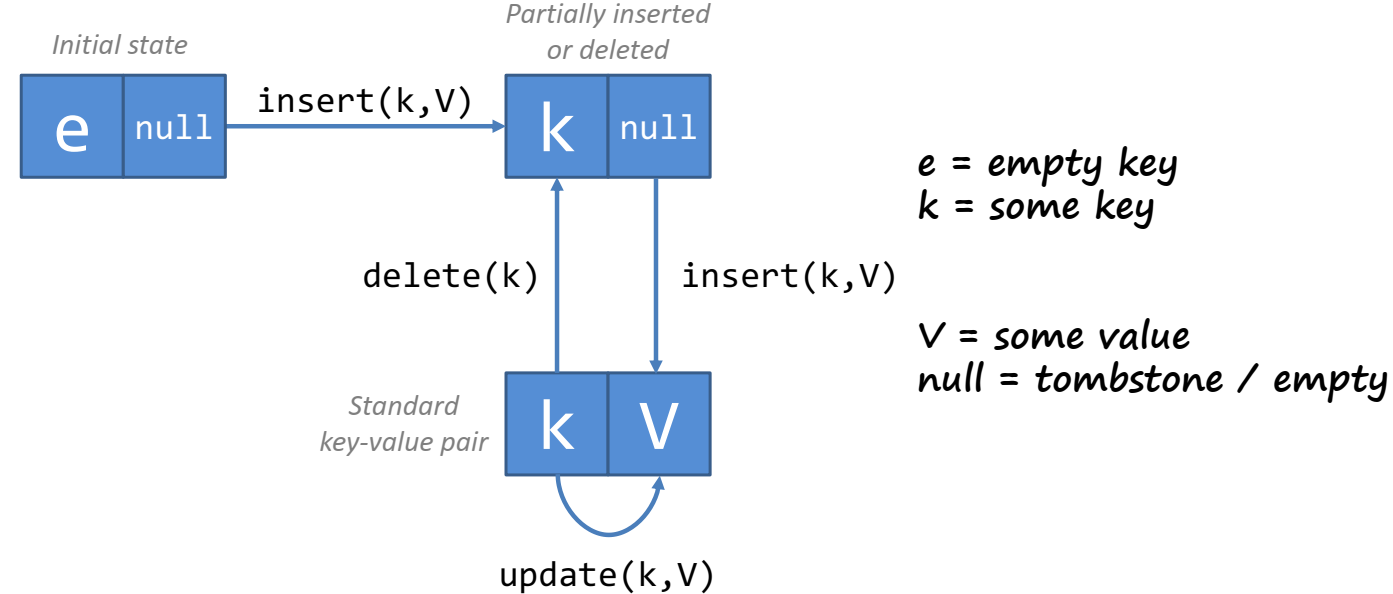 Initial state
Partially inserted
or deleted
e null
insert(k,V)
k null
e = empty key
k = some key
delete(k)
insert(k,V)
V = some value
null = tombstone / empty
Standard
key-value pair
k V
update(k,V)